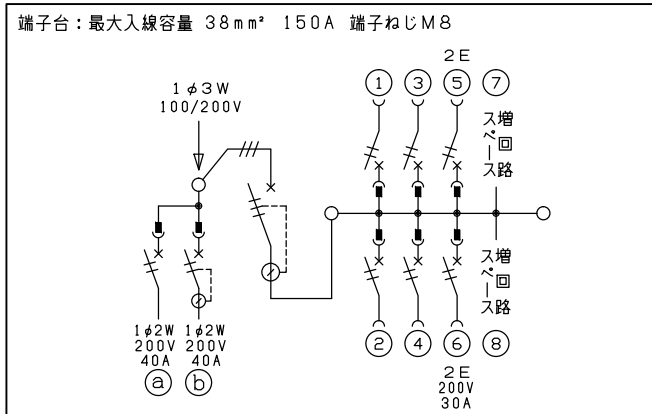 端子台：最大入線容量 38mm² 150A 端子ねじM8
2E
① ③ ⑤ ⑦
1φ3W
100/200V
増回路
スペース
増回路
スペース
② ④ ⑥ ⑧
1φ2W 1φ2W
200V 200V
40A 40A
ⓐ ⓑ
2E
200V
30A